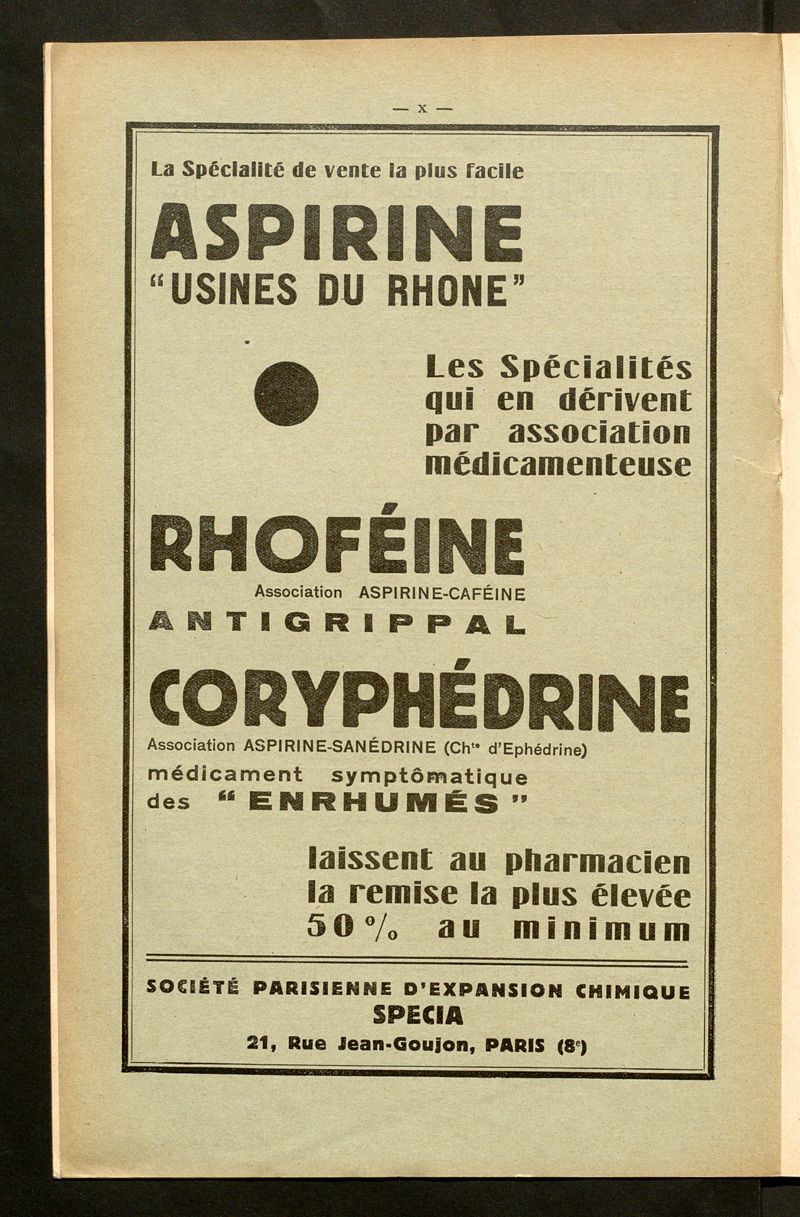 — x —
La Spécialité de vente la plus facile
ASPIRINE
“USINES DU RHONE”
Les Spécialités
qui en dérivent
par association
médicamenteuse
RHOFÉINE
Association ASPIRINE-CAFÉINE
ANTIGRIPPAL
CORYPHÉDRINE
Association ASPIRINE-SANÉDRINE (Chte d'Ephédrine)
médicament symptômatique
des “ ENRHUMÉS ”
laissent au pharmacien
la remise la plus élevée
50 % au minimum
SOCIÉTÉ PARISIENNE D'EXPANSION CHIMIQUE
SPECIA
21, Rue Jean-Goujon, PARIS (8e)